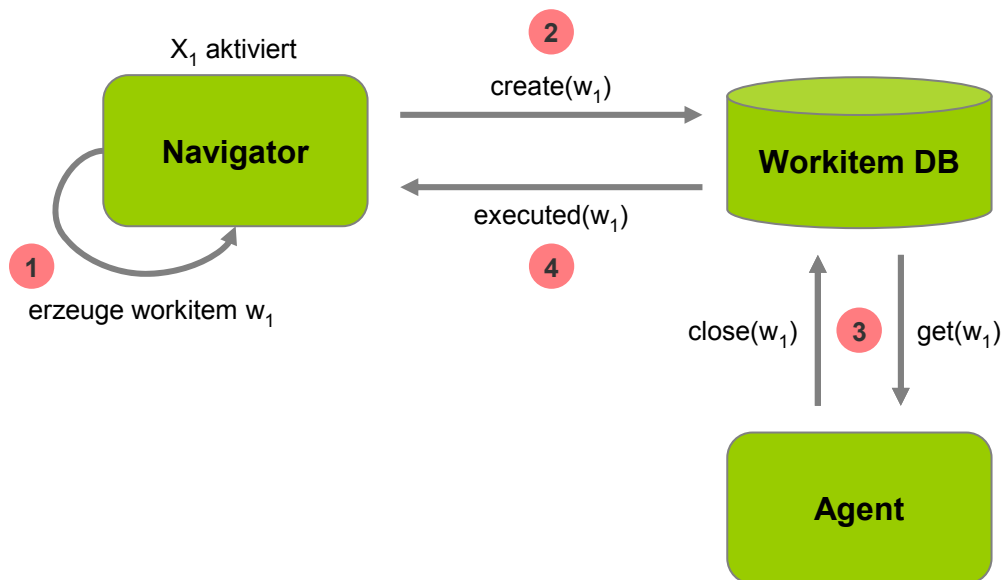 2
X₁ aktiviert
create(w₁)
Navigator
Workitem DB
executed(w₁)
1
4
erzeuge workitem w₁
close(w₁)
3
get(w₁)
Agent